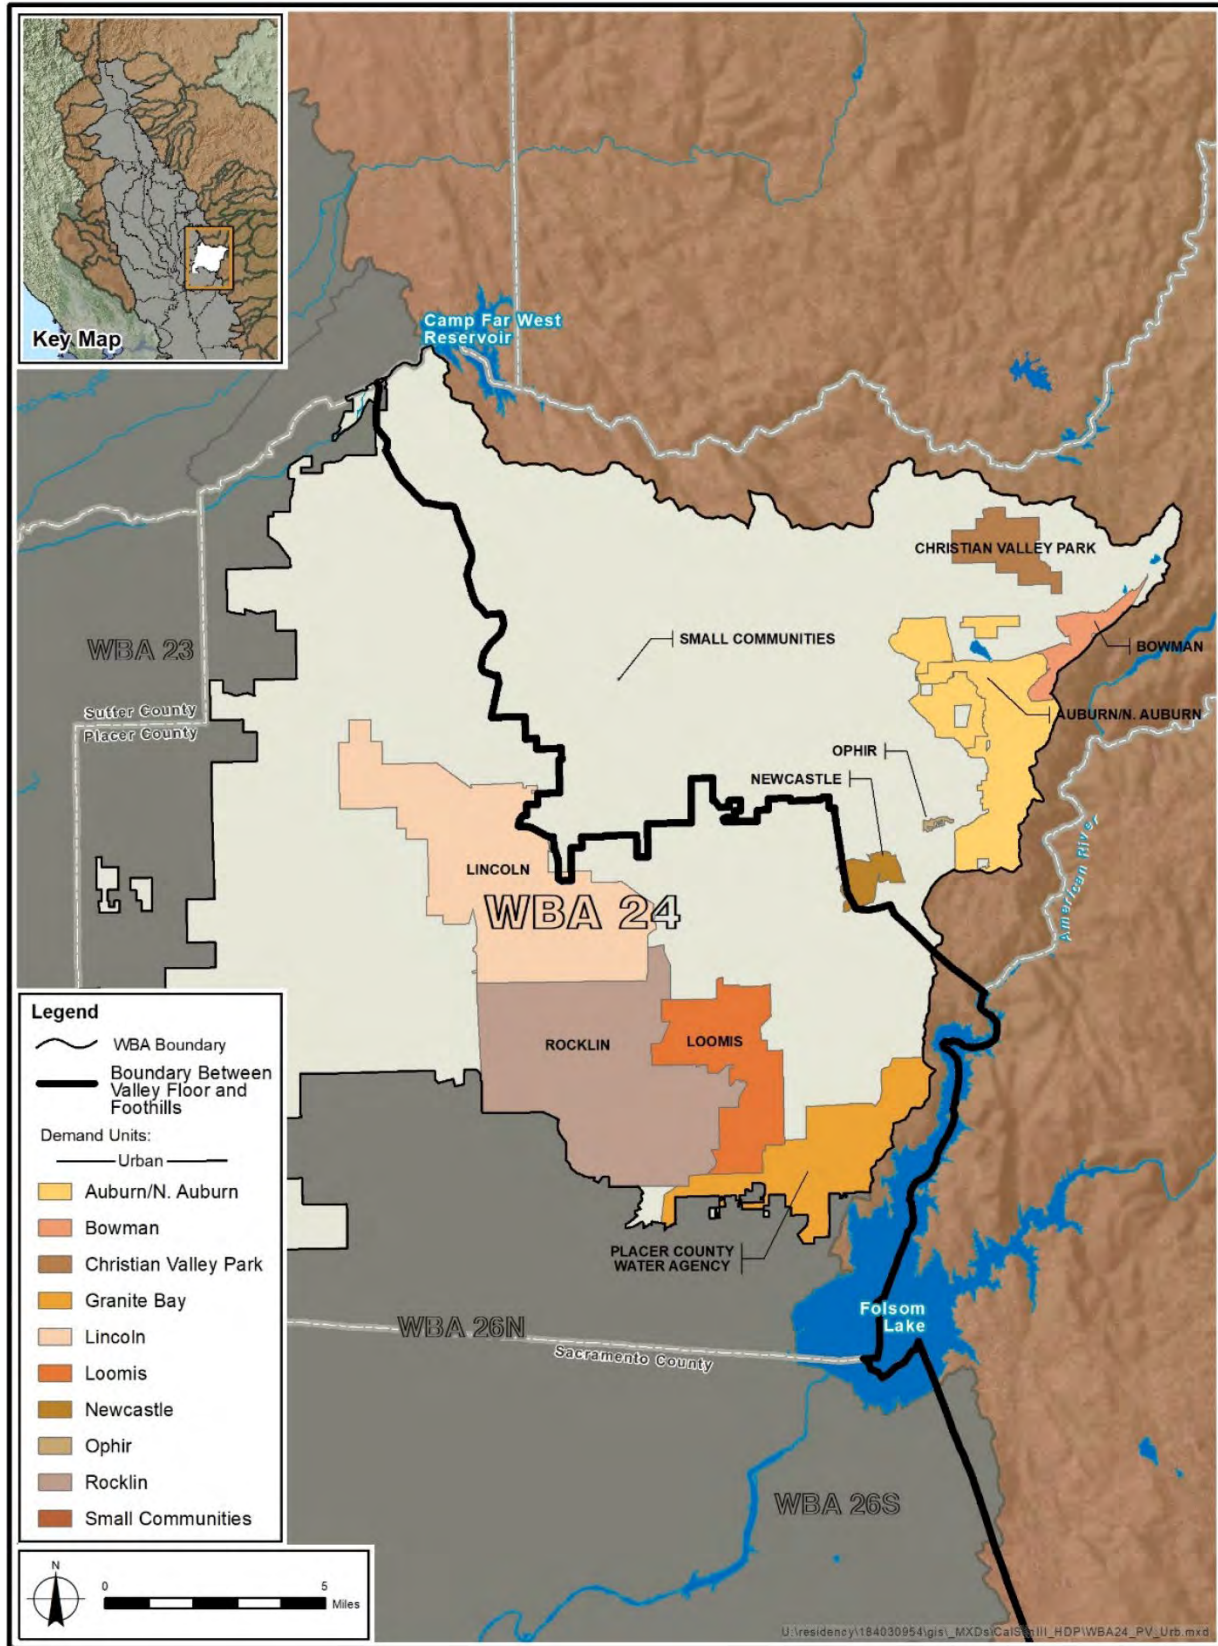 Key Map
Camp Far West
Reservoir
CHRISTIAN VALLEY PARK
WBA 23
SMALL COMMUNITIES
BOWMAN
Sutter County
Placer County
AUBURN/N. AUBURN
OPHIR
NEWCASTLE
American River
LINCOLN
WBA 24
ROCKLIN
LOOMIS
PLACER COUNTY
WATER AGENCY
Folsom
Lake
WBA 26N
Sacramento County
WBA 26S
Legend
WBA Boundary
Boundary Between
Valley Floor and
Foothills
Demand Units:
Urban
Auburn/N. Auburn
Bowman
Christian Valley Park
Granite Bay
Lincoln
Loomis
Newcastle
Ophir
Rocklin
Small Communities
N
0 5
Miles